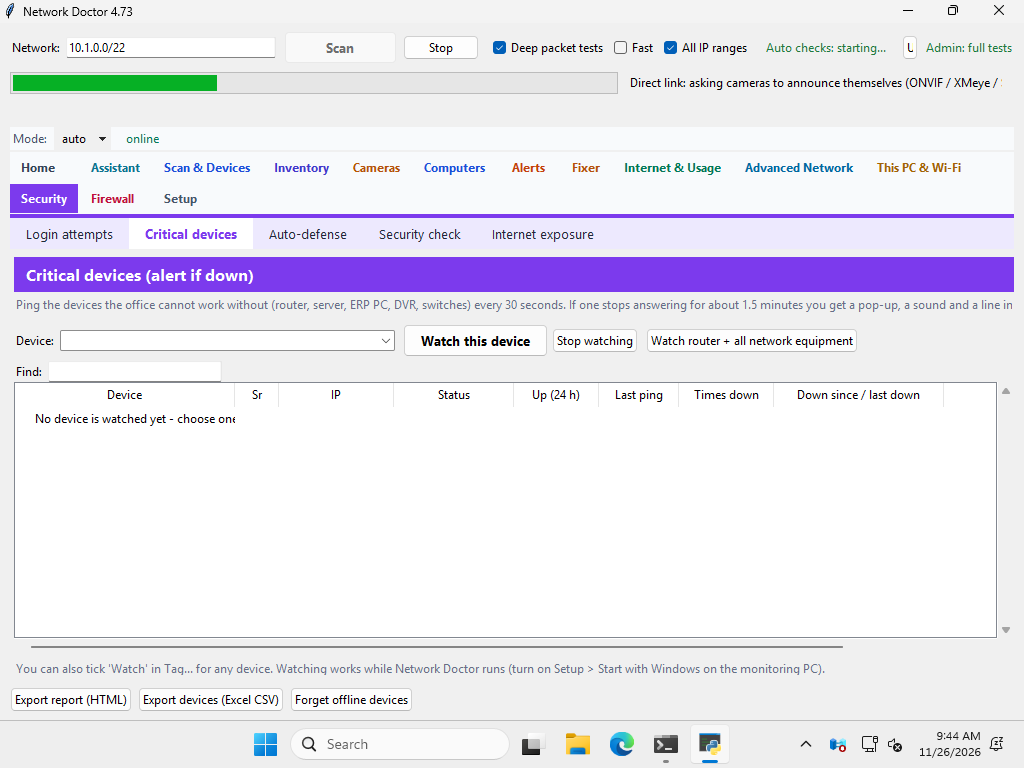 Network Doctor 4.73
Network: 10.1.0.0/22 Scan Stop Deep packet tests Fast All IP ranges Auto checks: starting... Admin: full tests
Direct link: asking cameras to announce themselves (ONVIF / XMeye /
Mode: auto online
Home Assistant Scan & Devices Inventory Cameras Computers Alerts Fixer Internet & Usage Advanced Network This PC & Wi-Fi
Security Firewall Setup
Login attempts Critical devices Auto-defense Security check Internet exposure
Critical devices (alert if down)
Ping the devices the office cannot work without (router, server, ERP PC, DVR, switches) every 30 seconds. If one stops answering for about 1.5 minutes you get a pop-up, a sound and a line in
Device: Watch this device Stop watching Watch router + all network equipment
Find:
Device Sr IP Status Up (24 h) Last ping Times down Down since / last down
No device is watched yet - choose one
You can also tick 'Watch' in Tag... for any device. Watching works while Network Doctor runs (turn on Setup > Start with Windows on the monitoring PC).
Export report (HTML) Export devices (Excel CSV) Forget offline devices
Search
9:44 AM
11/26/2026